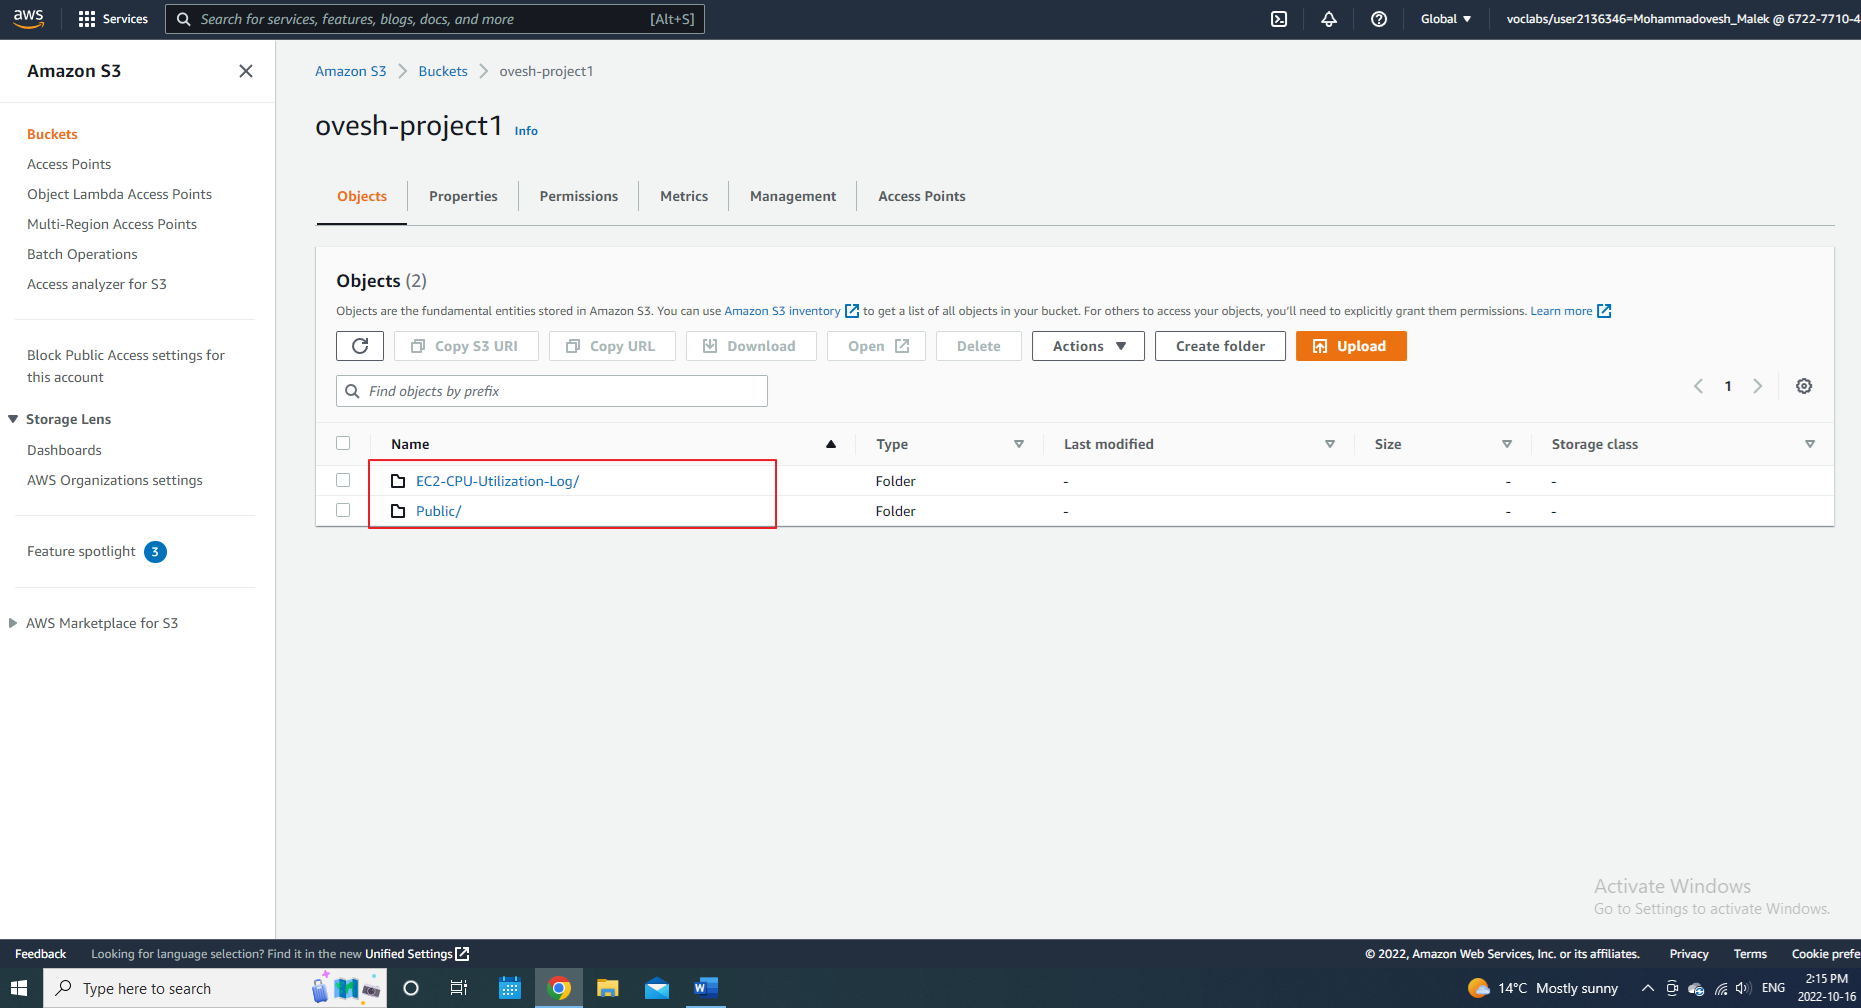 aws
Services
Search for services, features, blogs, docs, and more
[Alt+S]
Global
voclabs/user2136346=Mohammadovesh_Malek @ 6722-7710-4
Amazon S3
Buckets
Access Points
Object Lambda Access Points
Multi-Region Access Points
Batch Operations
Access analyzer for S3
Block Public Access settings for
this account
Storage Lens
Dashboards
AWS Organizations settings
Feature spotlight 3
AWS Marketplace for S3
Amazon S3 > Buckets > ovesh-project1
ovesh-project1 Info
Objects
Properties
Permissions
Metrics
Management
Access Points
Objects (2)
Objects are the fundamental entities stored in Amazon S3. You can use Amazon S3 inventory to get a list of all objects in your bucket. For others to access your objects, you'll need to explicitly grant them permissions. Learn more
Copy S3 URI
Copy URL
Download
Open
Delete
Actions
Create folder
Upload
Find objects by prefix
1
Name Type Last modified Size Storage class
EC2-CPU-Utilization-Log/ Folder - - -
Public/ Folder - - -
Activate Windows
Go to Settings to activate Windows.
Feedback
Looking for language selection? Find it in the new Unified Settings
© 2022, Amazon Web Services, Inc. or its affiliates.
Privacy
Terms
Cookie prefe
Type here to search
14°C Mostly sunny
ENG
2:15 PM
2022-10-16